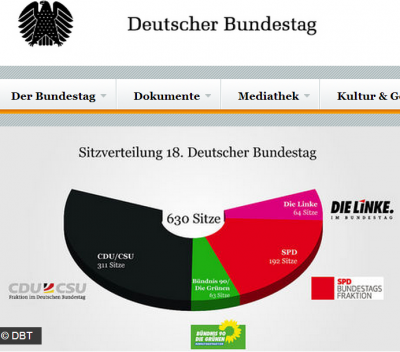 Deutscher Bundestag
Der Bundestag
Dokumente
Mediathek
Kultur & G
Sitzverteilung 18. Deutscher Bundestag
630 Sitze
Die Linke
64 Sitze
DIE LINKE.
IM BUNDESTAG
CDU/CSU
311 Sitze
SPD
192 Sitze
Bündnis 90/
Die Grünen
63 Sitze
CDU CSU
Fraktion im Deutschen Bundestag
SPD
BUNDESTAGS
FRAKTION
© DBT
BÜNDNIS 90
DIE GRÜNEN